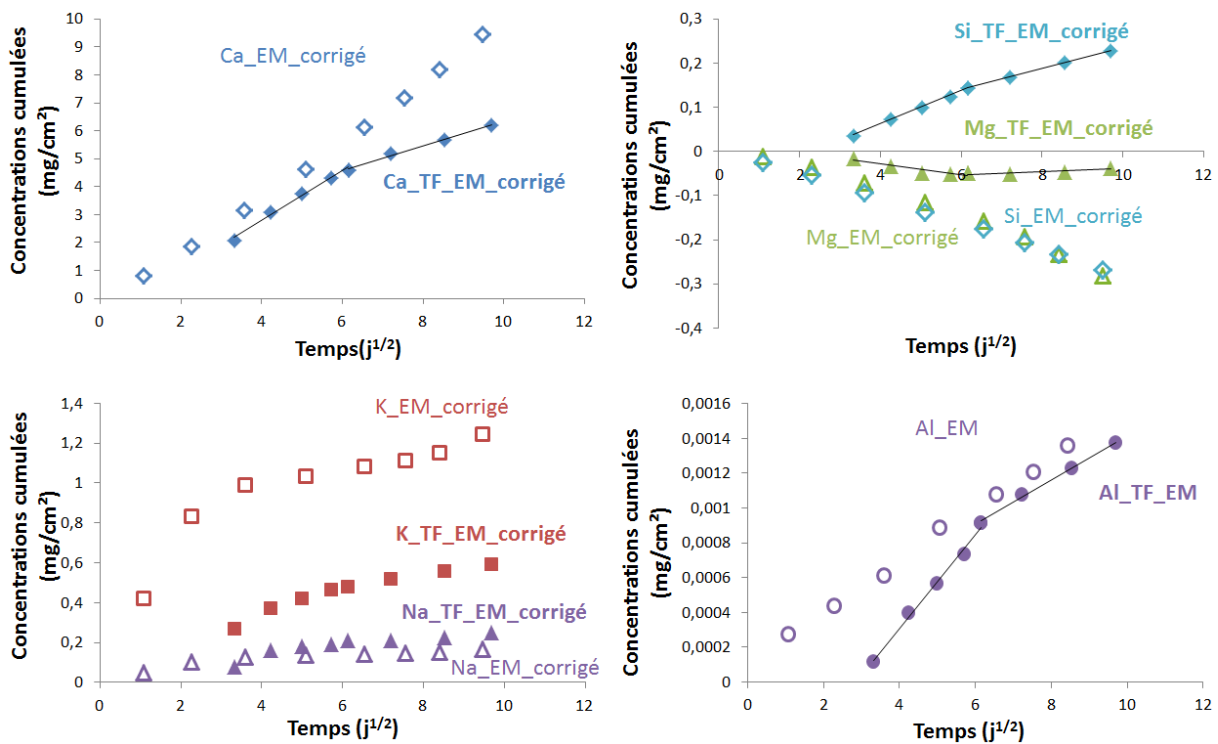 Concentrations cumulées
(mg/cm²)
10
9
8
7
6
5
4
3
2
1
0
Ca_EM_corrigé
Ca_TF_EM_corrigé
0 2 4 6 8 10 12
Temps(j1/2)
Concentrations cumulées
(mg/cm²)
0,3
0,2
0,1
0
-0,1
-0,2
-0,3
-0,4
Si_TF_EM_corrigé
Mg_TF_EM_corrigé
0 2 4 6 8 10 12
Si_EM_corrigé
Mg_EM_corrigé
Temps (j1/2)
Concentrations cumulées
(mg/cm²)
1,4
1,2
1
0,8
0,6
0,4
0,2
0
K_EM_corrigé
K_TF_EM_corrigé
Na_TF_EM_corrigé
Na_EM_corrigé
0 2 4 6 8 10 12
Temps (j1/2)
Concentrations cumulées
(mg/cm²)
0,0016
0,0014
0,0012
0,001
0,0008
0,0006
0,0004
0,0002
0
Al_EM
Al_TF_EM
0 2 4 6 8 10 12
Temps (j1/2)